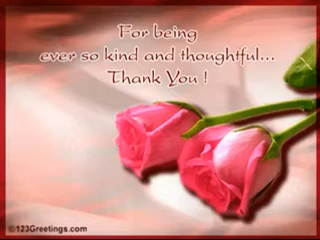 For being
ever so kind and thoughtful...
Thank You !
©123Greetings.com